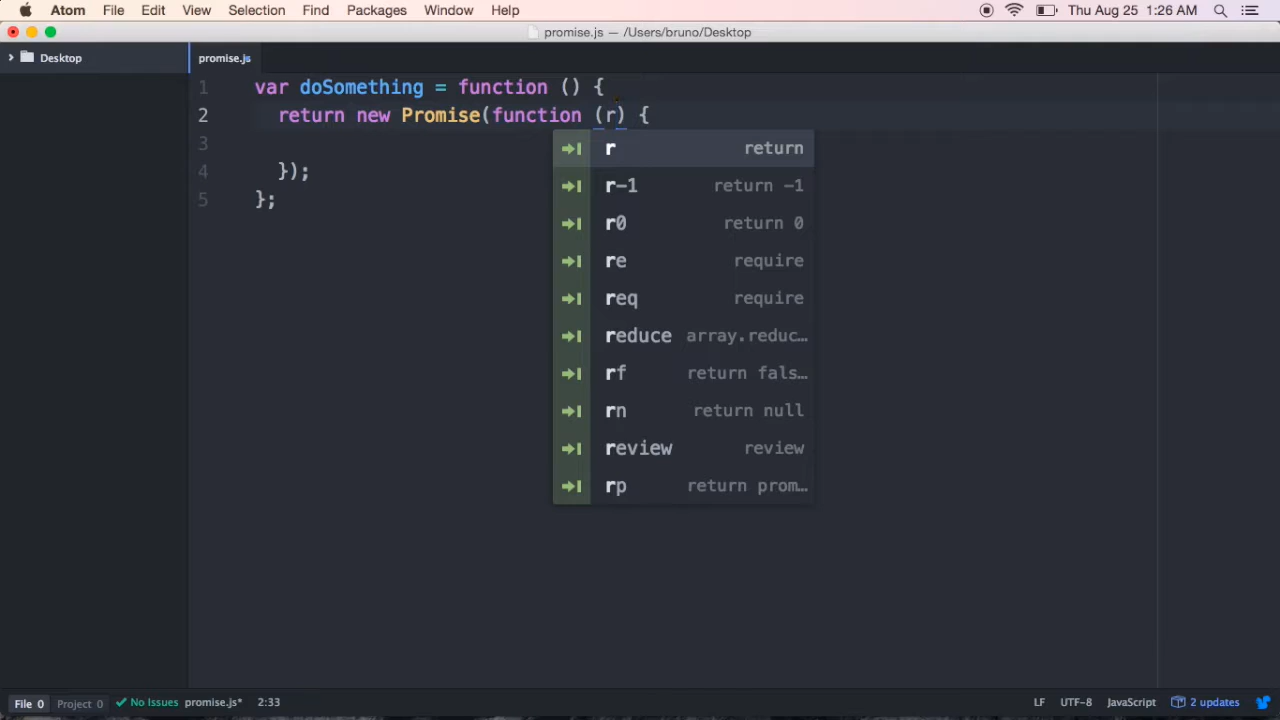 Atom File Edit View Selection Find Packages Window Help Thu Aug 25 1:26 AM
promise.js — /Users/bruno/Desktop
Desktop promise.js
1 var doSomething = function () {
2 return new Promise(function (r) {
3
4 });
5 };
r return
r-1 return -1
r0 return 0
re require
req require
reduce array.reduc…
rf return fals…
rn return null
review review
rp return prom…
File 0 Project 0 No Issues promise.js* 2:33 LF UTF-8 JavaScript 2 updates